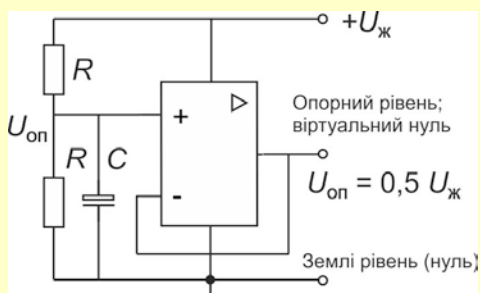 +Uж
R
+
Опорний рівень;
віртуальний нуль
Uоп
R
C
-
Uоп = 0,5 Uж
Землі рівень (нуль)